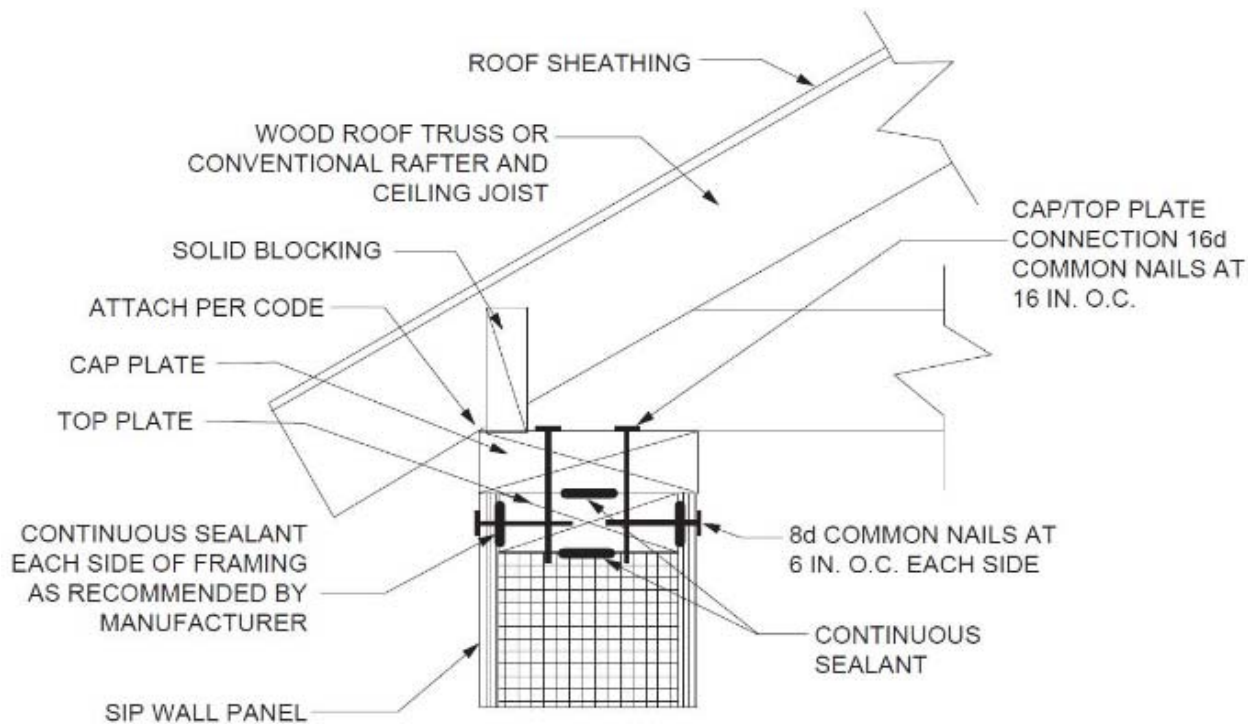 ROOF SHEATHING
WOOD ROOF TRUSS OR
CONVENTIONAL RAFTER AND
CEILING JOIST
SOLID BLOCKING
ATTACH PER CODE
CAP PLATE
TOP PLATE
CONTINUOUS SEALANT
EACH SIDE OF FRAMING
AS RECOMMENDED BY
MANUFACTURER
SIP WALL PANEL
CAP/TOP PLATE
CONNECTION 16d
COMMON NAILS AT
16 IN. O.C.
8d COMMON NAILS AT
6 IN. O.C. EACH SIDE
CONTINUOUS
SEALANT